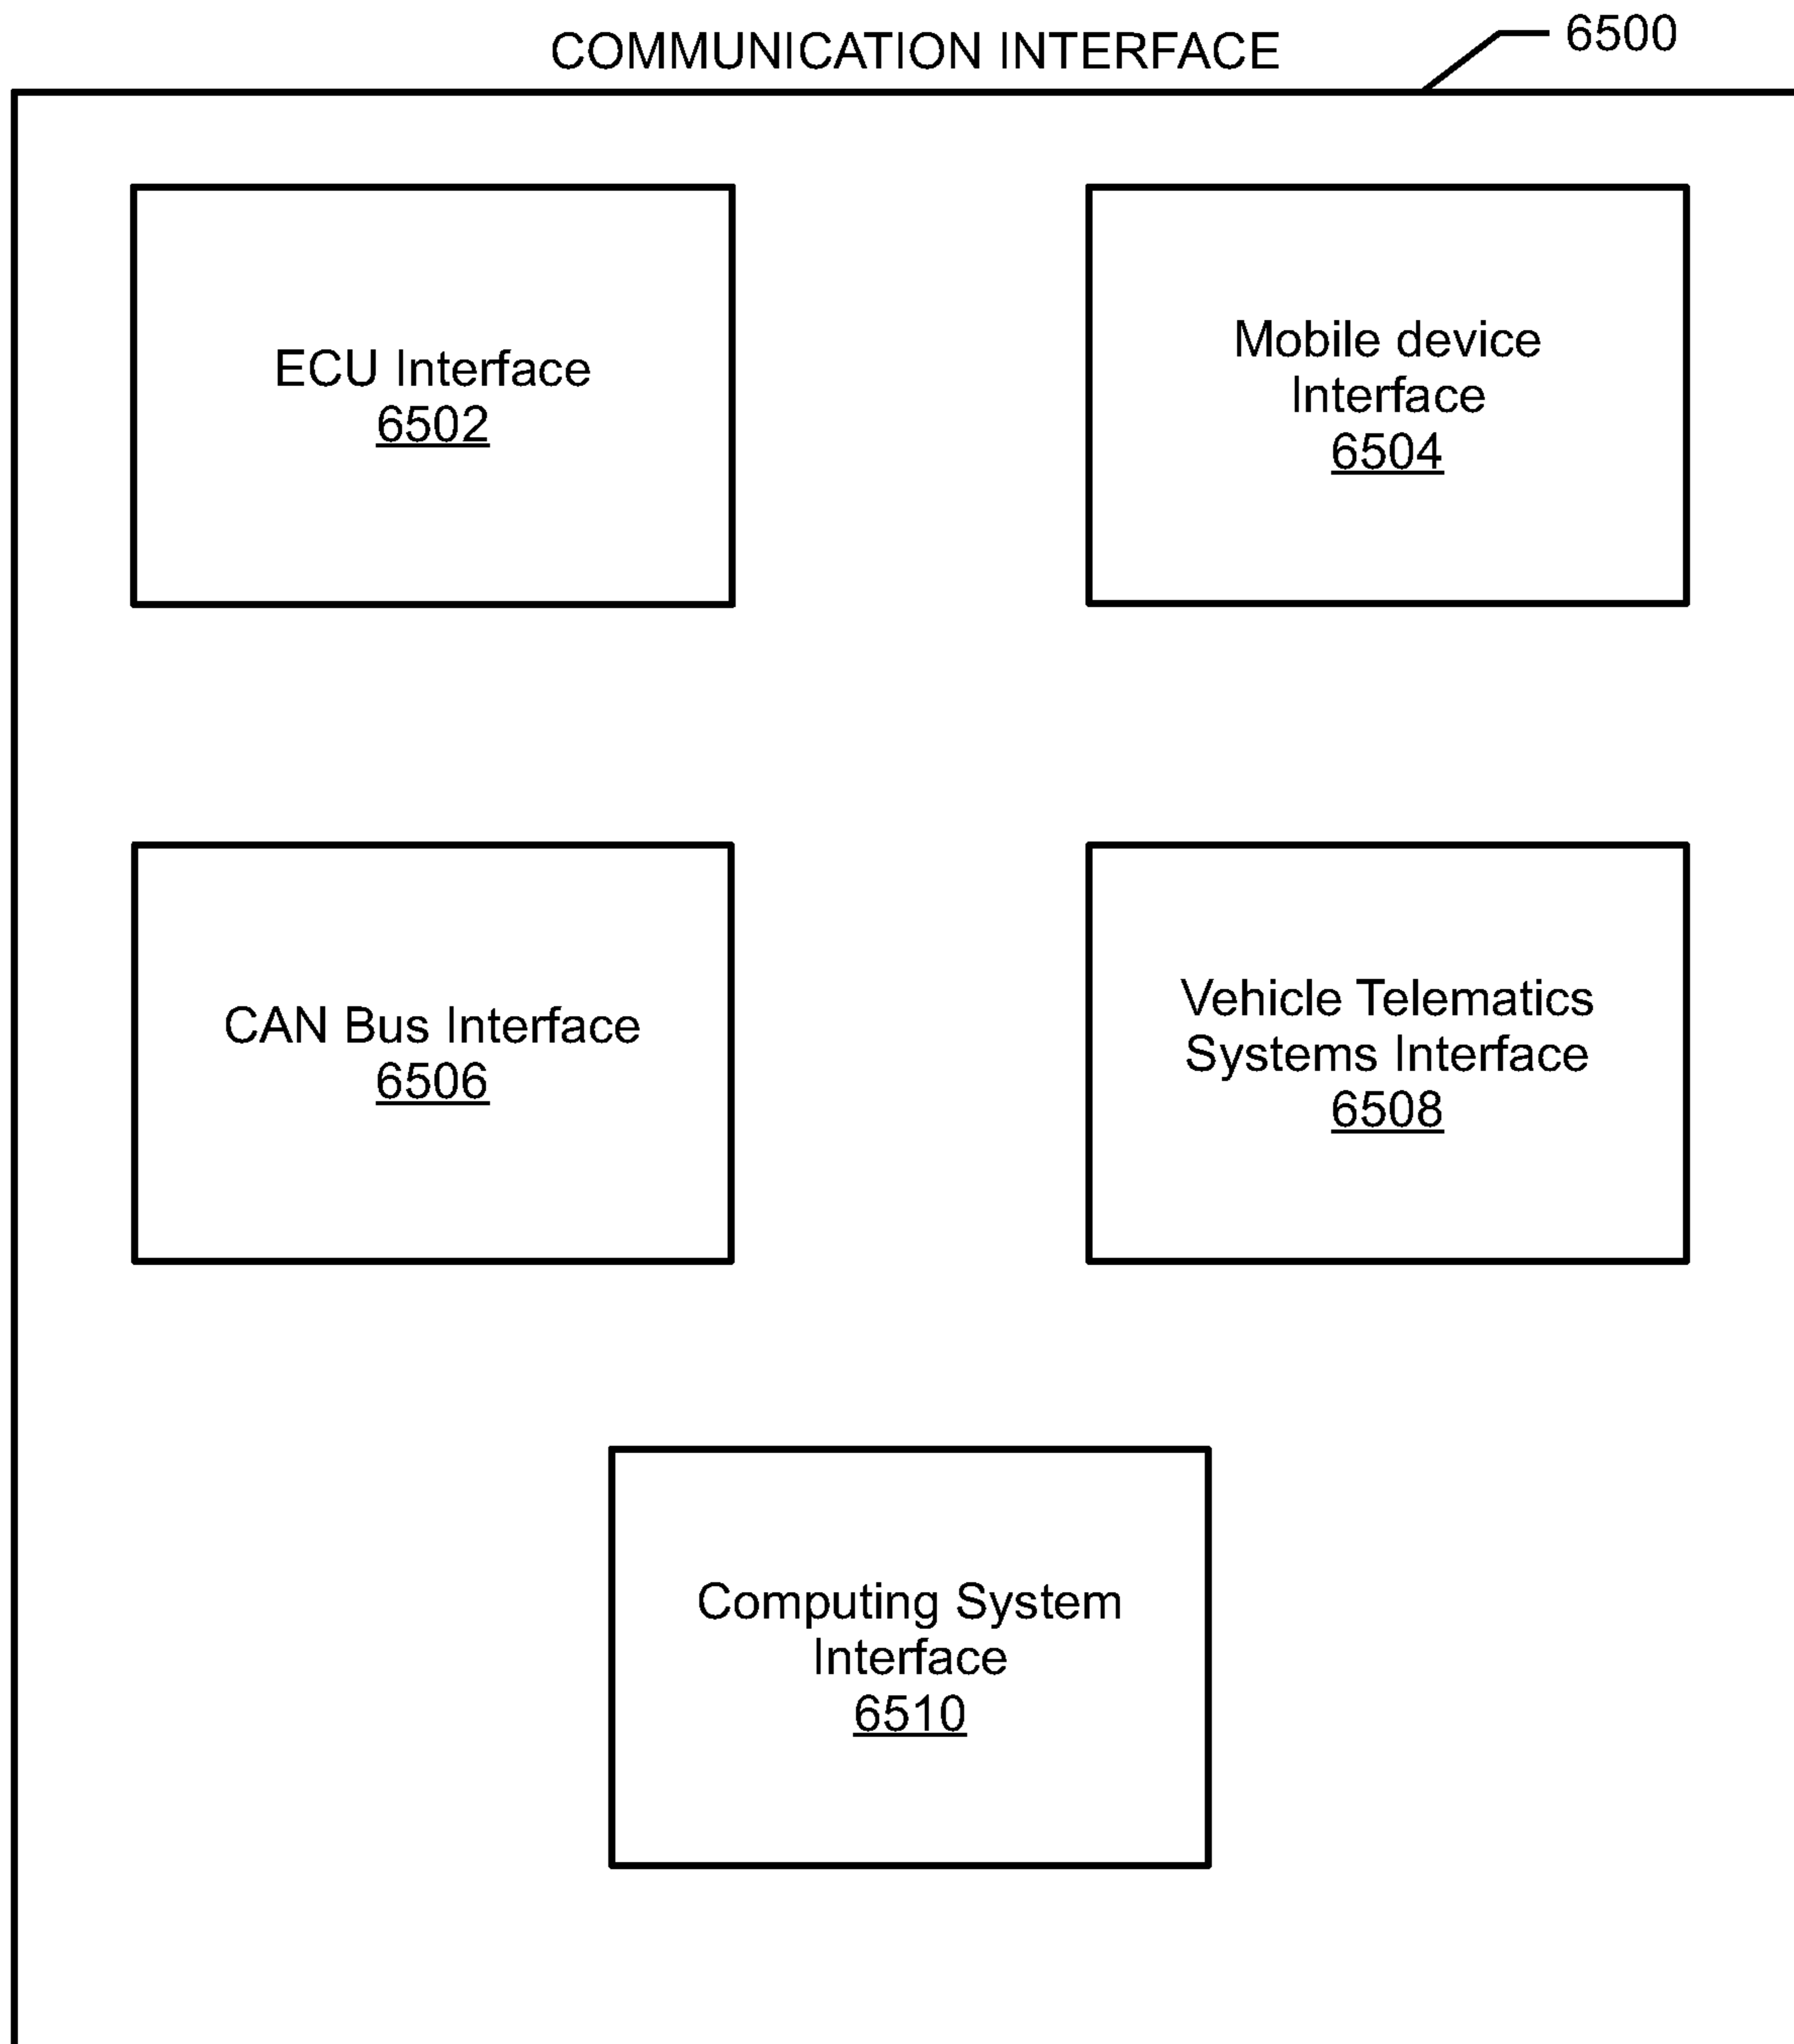 COMMUNICATION INTERFACE
6500
ECU Interface
6502
Mobile device
Interface
6504
CAN Bus Interface
6506
Vehicle Telematics
Systems Interface
6508
Computing System
Interface
6510